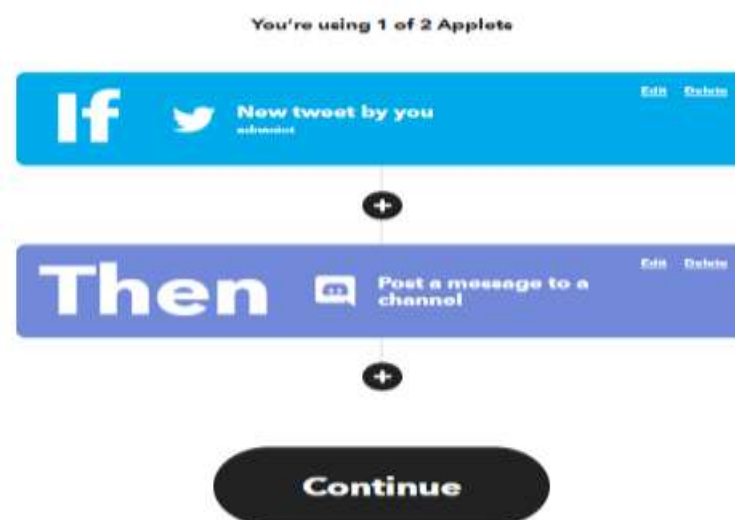 You're using 1 of 2 Applets
If
New tweet by you
Edit Delete
Then
Post a message to a
channel
Edit Delete
Continue